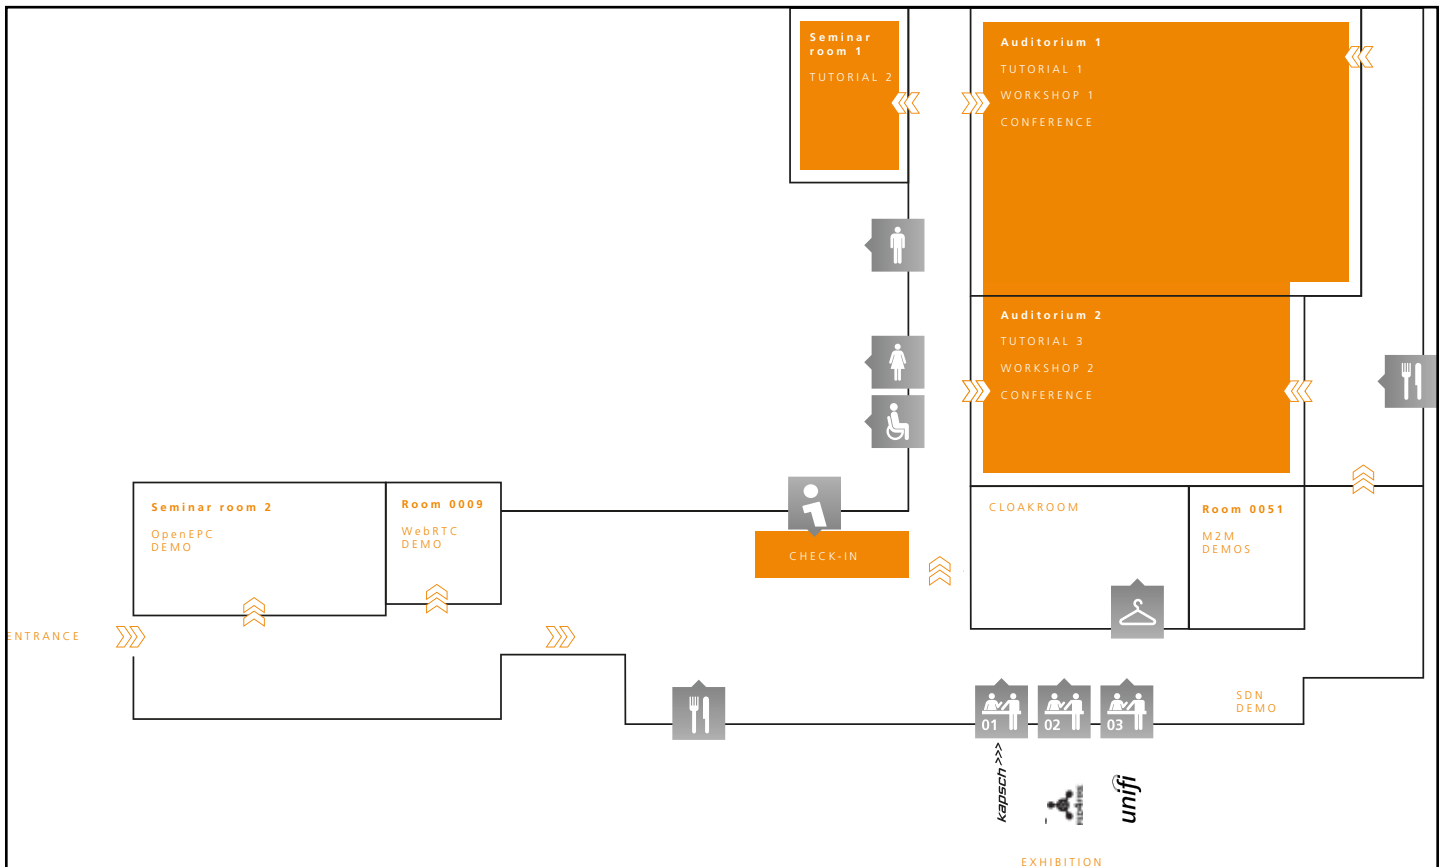 Seminar
room 1
TUTORIAL 2
Auditorium 1
TUTORIAL 1
WORKSHOP 1
CONFERENCE
Auditorium 2
TUTORIAL 3
WORKSHOP 2
CONFERENCE
Seminar room 2
OpenEPC
DEMO
Room 0009
WebRTC
DEMO
CHECK-IN
CLOAKROOM
Room 0051
M2M
DEMOS
ENTRANCE
SDN
DEMO
01
02
03
kapsch >>>
FED4FIRE
unifi
EXHIBITION